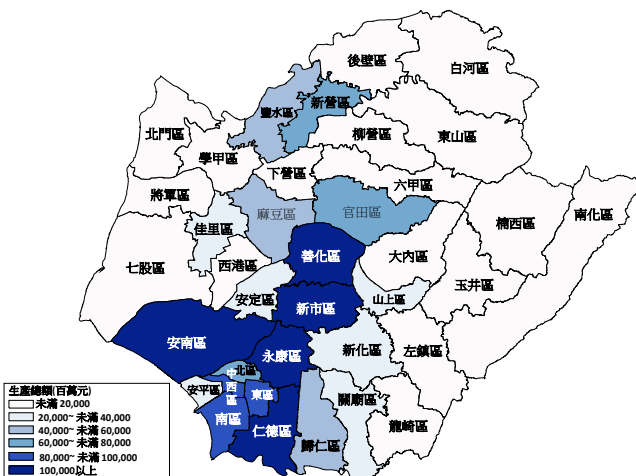 後壁區
白河區
新營區
鹽水區
北門區
柳營區
東山區
學甲區
下營區
六甲區
將軍區
麻豆區
官田區
楠西區
南化區
佳里區
善化區
大內區
七股區
西港區
玉井區
安定區
山上區
新市區
安南區
永康區
新化區
左鎮區
北區
中西區
安平區
東區
關廟區
南區
仁德區
歸仁區
龍崎區
生產總額(百萬元)
未滿 20,000
20,000~ 未滿 40,000
40,000~ 未滿 60,000
60,000~ 未滿 80,000
80,000~ 未滿 100,000
100,000以上